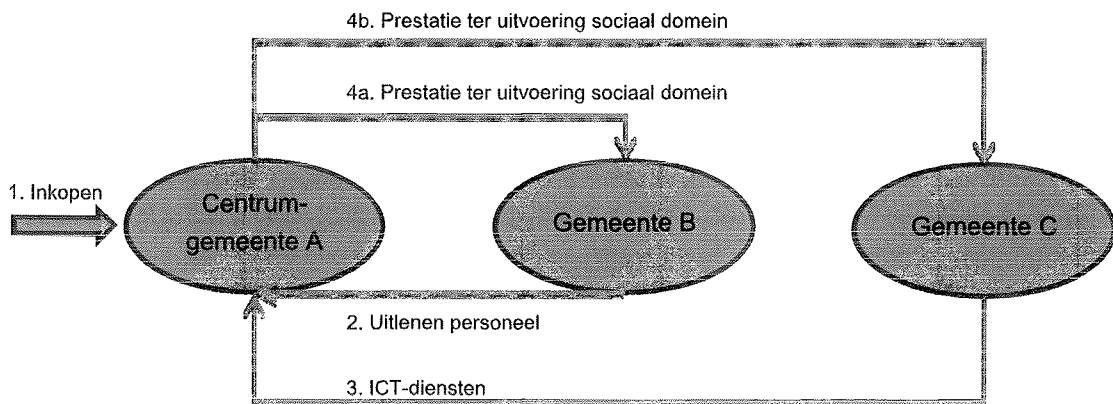 4b. Prestatie ter uitvoering sociaal domein
4a. Prestatie ter uitvoering sociaal domein
1. Inkopen
Centrum-
gemeente A
Gemeente B
Gemeente C
2. Uitlenen personeel
3. ICT-diensten